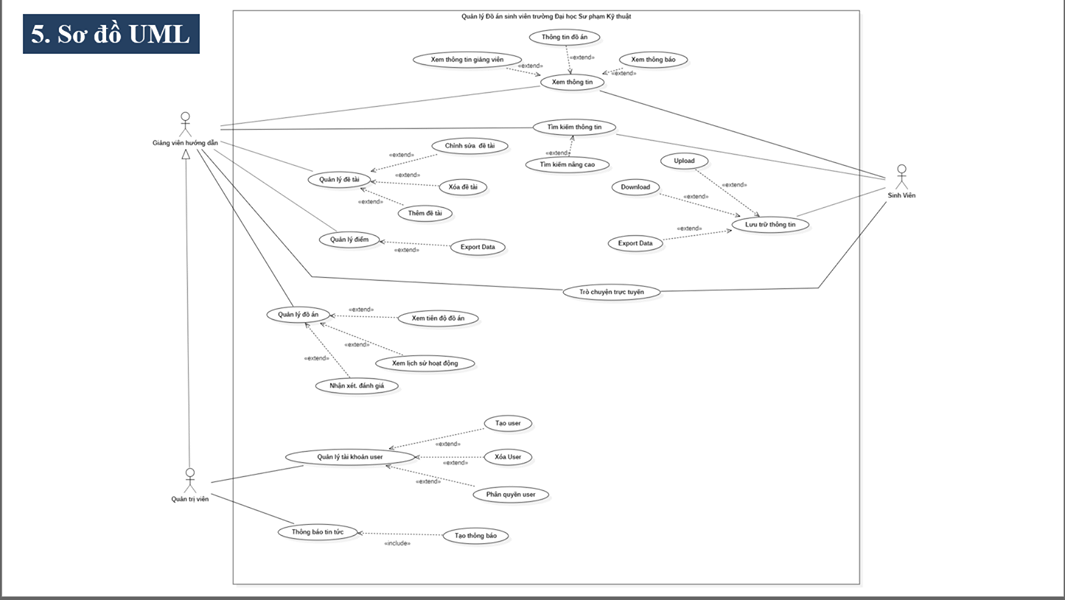 5. Sơ đồ UML
Quản lý Đồ án sinh viên trường Đại học Sư phạm Kỹ thuật
Thông tin đồ án
Xem thông tin giảng viên
«extend»
«extend»
Xem thông báo
«extend»
Xem thông tin
Giảng viên hướng dẫn
Tìm kiếm thông tin
«extend»
Tìm kiếm nâng cao
Chỉnh sửa đề tài
«extend»
Quản lý đề tài
«extend»
Xóa đề tài
«extend»
Thêm đề tài
Upload
«extend»
Download
«extend»
Lưu trữ thông tin
Export Data
«extend»
Sinh Viên
Quản lý điểm
«extend»
Export Data
Trò chuyện trực tuyến
Quản lý đồ án
«extend»
Xem tiến độ đồ án
«extend»
Xem lịch sử hoạt động
«extend»
Nhận xét. đánh giá
Tạo user
«extend»
Quản lý tài khoản user
«extend»
Xóa User
«extend»
Phân quyền user
Quản trị viên
Thông báo tin tức
«include»
Tạo thông báo